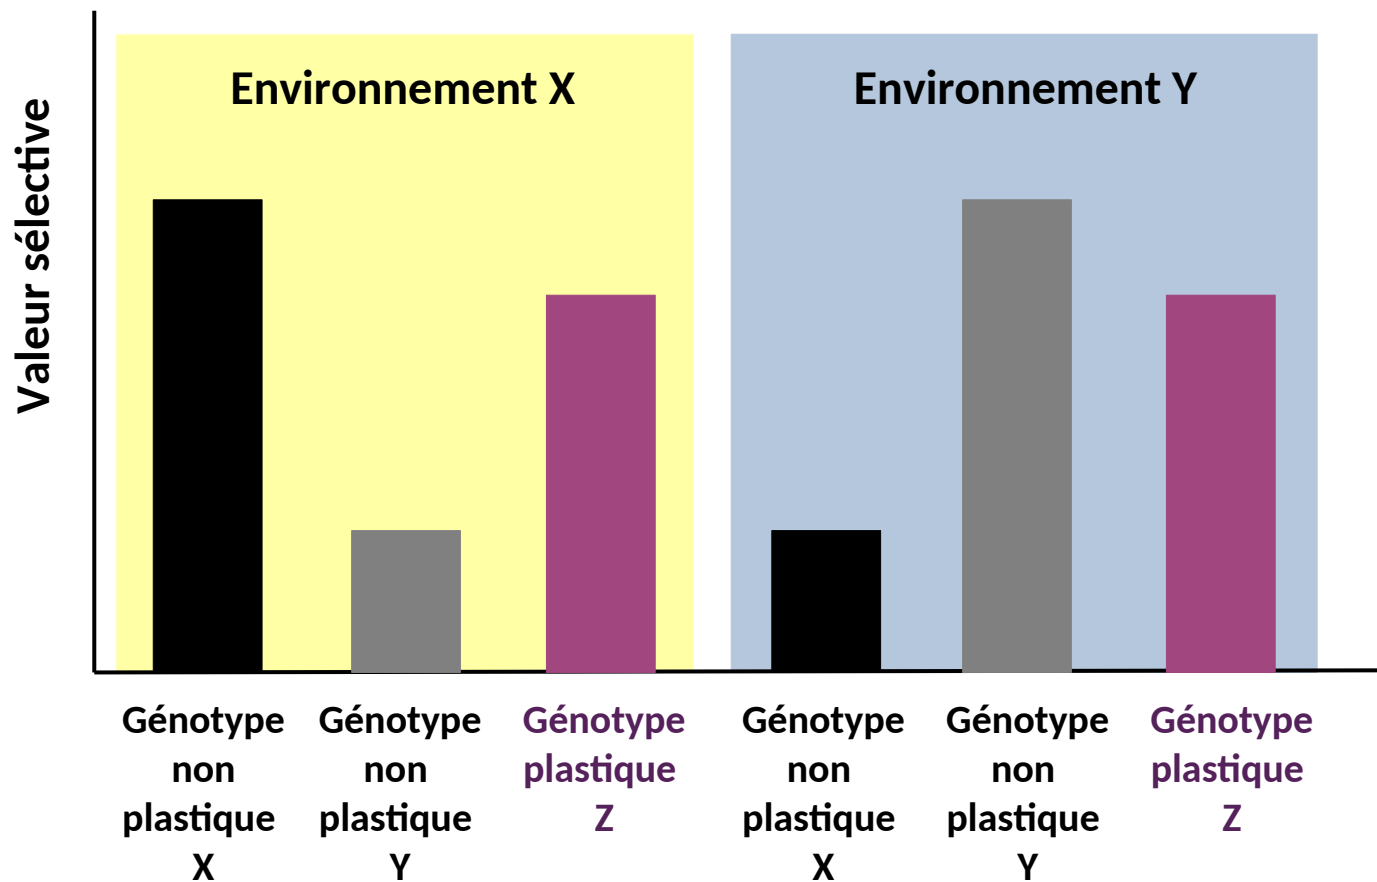 Valeur sélective
Environnement X
Environnement Y
Génotype
non
plastique
X
Génotype
non
plastique
Y
Génotype
plastique
Z
Génotype
non
plastique
X
Génotype
non
plastique
Y
Génotype
plastique
Z